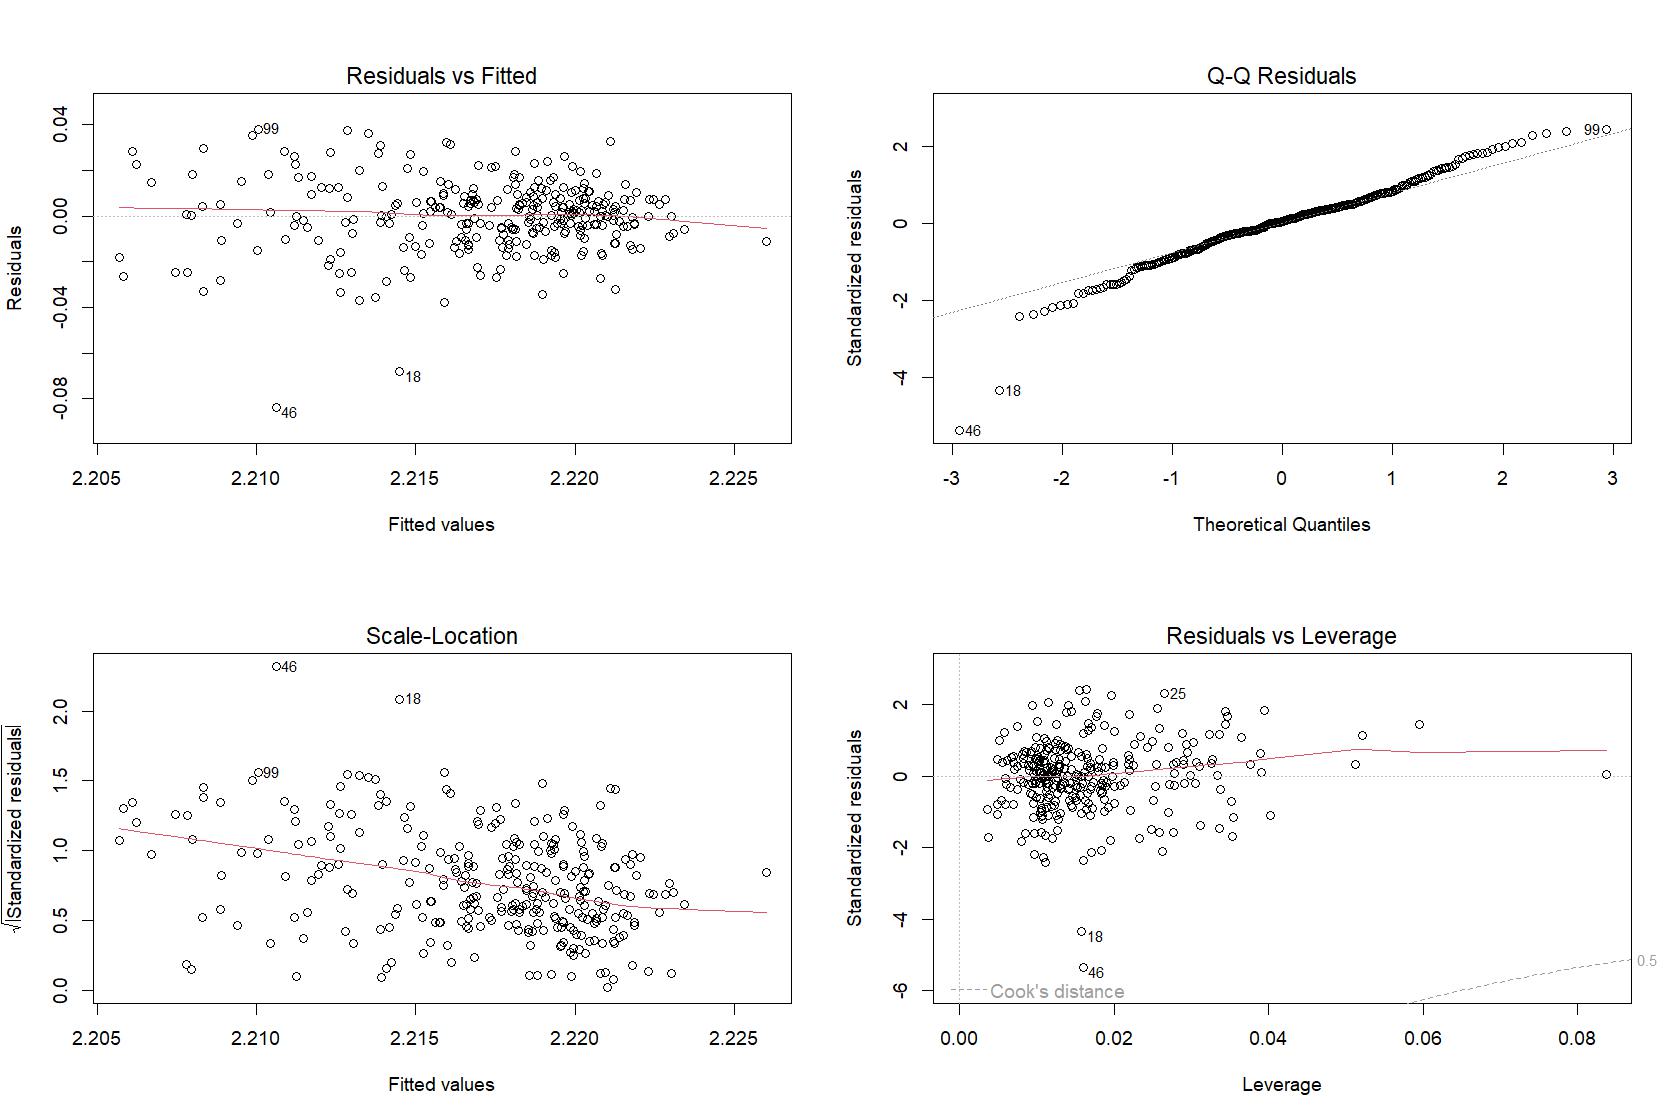 Residuals vs Fitted
Residuals
0.04
0.00
-0.04
-0.08
99
18
46
2.205 2.210 2.215 2.220 2.225
Fitted values
Q-Q Residuals
Standardized residuals
2
0
-2
-4
99
18
46
-3 -2 -1 0 1 2 3
Theoretical Quantiles
Scale-Location
√|Standardized residuals|
2.0
1.5
1.0
0.5
0.0
46
18
99
2.205 2.210 2.215 2.220 2.225
Fitted values
Residuals vs Leverage
Standardized residuals
2
0
-2
-4
-6
25
18
46
Cook's distance
0.5
0.00 0.02 0.04 0.06 0.08
Leverage